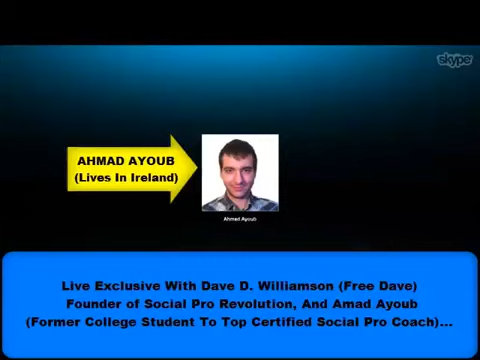 skype
AHMAD AYOUB
(Lives In Ireland)
Ahmad Ayoub
Live Exclusive With Dave D. Williamson (Free Dave)
Founder of Social Pro Revolution, And Amad Ayoub
(Former College Student To Top Certified Social Pro Coach)...